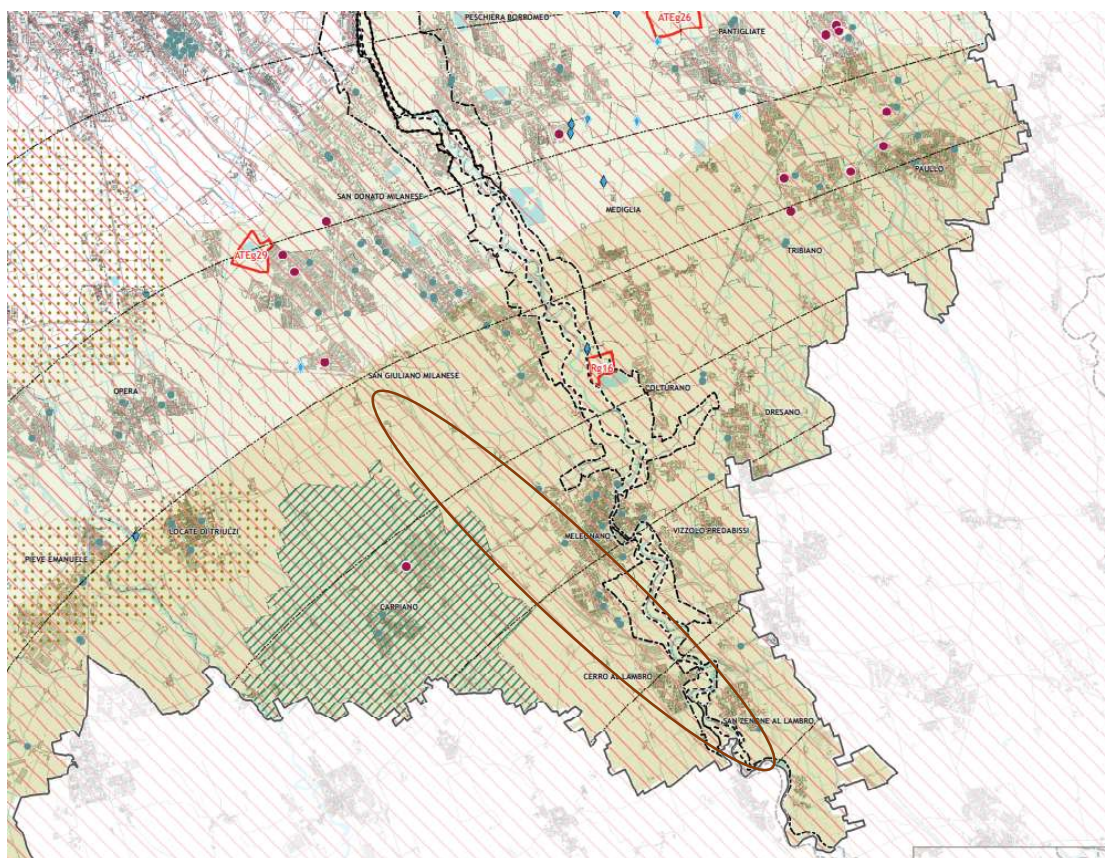 PESCHIERA BORROMEO
ATEg26
PANTIGLIATE
PAULLO
SAN DONATO MILANESE
MEDIGLIA
TRIBIANO
ATEg29
Rg16
SAN GIULIANO MILANESE
COLTURANO
OPERA
DRESANO
LOCATE DI TRIULZI
MELEGNANO
VIZZOLO PREDABISSI
PIEVE EMANUELE
CARPIANO
CERRO AL LAMBRO
SAN ZENONE AL LAMBRO